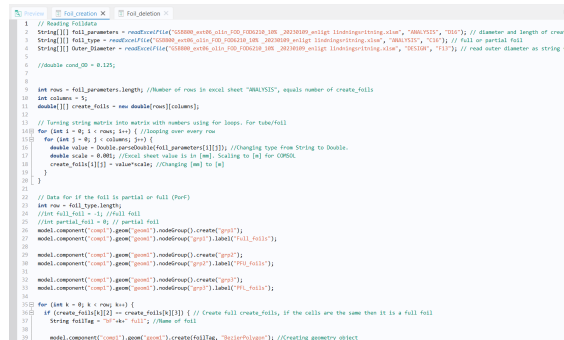 Preview Foil_creation × Foil_deletion ×
1 // Reading Foildata
2 String[][] foil_parameters = readExcelFile("GSB800_ext06_olin_FOD_FOD6210_10% _20230109_enligt lindningsritning.xlsm", "ANALYSIS", "D16"); // diameter and length of crea
3 String[][] foil_type = readExcelFile("GSB800_ext06_olin_FOD_FOD6210_10% _20230109_enligt lindningsritning.xlsm", "ANALYSIS", "C16"); // full or partial foil
4 String[][] Outer_Diameter = readExcelFile("GSB800_ext06_olin_FOD_FOD6210_10% _20230109_enligt lindningsritning.xlsm", "DESIGN", "F13"); // read outer diameter as string
5
6 //double cond_OD = 0.125;
7
8
9 int rows = foil_parameters.length; //Number of rows in excel sheet "ANALYSIS", equals number of create_foils
10 int columns = 5;
11 double[][] create_foils = new double[rows][columns];
12
13 // Turning string matrix into matrix with numbers using for loops. For tube/foil
14 for (int i = 0; i < rows; i++) { //looping over every row
15 for (int j = 0; j < columns; j++) {
16 double value = Double.parseDouble(foil_parameters[i][j]); //Changing type from String to Double.
17 double scale = 0.001; //Excel sheet value is in [mm]. Scaling to [m] for COMSOL
18 create_foils[i][j] = value*scale; //Changing [mm] to [m]
19 }
20 }
21
22 // Data for if the foil is partial or full (PorF)
23 int row = foil_type.length;
24 //int full_foil = -1; //full foil
25 //int partial_foil = 0; // partial foil
26 model.component("comp1").geom("geom1").nodeGroup().create("grp1");
27 model.component("comp1").geom("geom1").nodeGroup("grp1").label("Full_foils");
28
29 model.component("comp1").geom("geom1").nodeGroup().create("grp2");
30 model.component("comp1").geom("geom1").nodeGroup("grp2").label("PFU_foils");
31
32 model.component("comp1").geom("geom1").nodeGroup().create("grp3");
33 model.component("comp1").geom("geom1").nodeGroup("grp3").label("PFL_foils");
34
35 for (int k = 0; k < row; k++) {
36 if (create_foils[k][2] == create_foils[k][3]) { // Create full create_foils, if the cells are the same then it is a full foil
37 String foilTag = "hf"+k+" full"; //Name of foil
38
39 model.component("comp1").geom("geom1").create(foilTag, "BezierPolygon"); //Creating geometry object